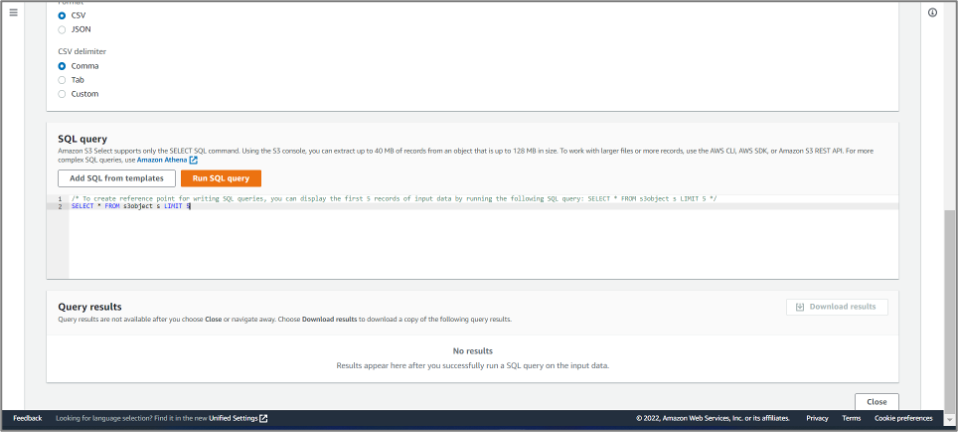 Format
CSV
JSON
CSV delimiter
Comma
Tab
Custom
SQL query
Amazon S3 Select supports only the SELECT SQL command. Using the S3 console, you can extract up to 40 MB of records from an object that is up to 128 MB in size. To work with larger files or more records, use the AWS CLI, AWS SDK, or Amazon S3 REST API. For more
complex SQL queries, use Amazon Athena
Add SQL from templates Run SQL query
1 /* To create reference point for writing SQL queries, you can display the first 5 records of input data by running the following SQL query: SELECT * FROM s3object s LIMIT 5 */
2 SELECT * FROM s3object s LIMIT 5
Query results Download results
Query results are not available after you choose Close or navigate away. Choose Download results to download a copy of the following query results.
No results
Results appear here after you successfully run a SQL query on the input data.
Close
Feedback Looking for language selection? Find it in the new Unified Settings © 2022, Amazon Web Services, Inc. or its affiliates. Privacy Terms Cookie preferences